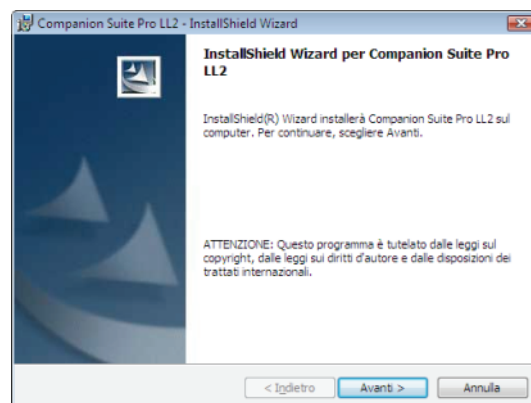 Companion Suite Pro LL2 - InstallShield Wizard
InstallShield Wizard per Companion Suite Pro
LL2
InstallShield(R) Wizard installerà Companion Suite Pro LL2 sul
computer. Per continuare, scegliere Avanti.
ATTENZIONE: Questo programma è tutelato dalle leggi sul
copyright, dalle leggi sui diritti d'autore e dalle disposizioni dei
trattati internazionali.
< Indietro Avanti > Annulla